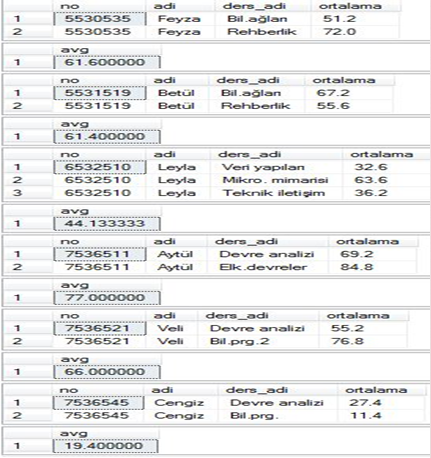 no adi ders_adi ortalama
1 5530535 Feyza Bil.ağları 51.2
2 5530535 Feyza Rehberlik 72.0
avg
1 61.600000
no adi ders_adi ortalama
1 5531519 Betül Bil.ağları 67.2
2 5531519 Betül Rehberlik 55.6
avg
1 61.400000
no adi ders_adi ortalama
1 6532510 Leyla Veri yapıları 32.6
2 6532510 Leyla Mikro. mimarisi 63.6
3 6532510 Leyla Teknik iletişim 36.2
avg
1 44.133333
no adi ders_adi ortalama
1 7536511 Aytül Devre analizi 69.2
2 7536511 Aytül Elk.devreler 84.8
avg
1 77.000000
no adi ders_adi ortalama
1 7536521 Veli Devre analizi 55.2
2 7536521 Veli Bil.prg.2 76.8
avg
1 66.000000
no adi ders_adi ortalama
1 7536545 Cengiz Devre analizi 27.4
2 7536545 Cengiz Bil.prg. 11.4
avg
1 19.400000